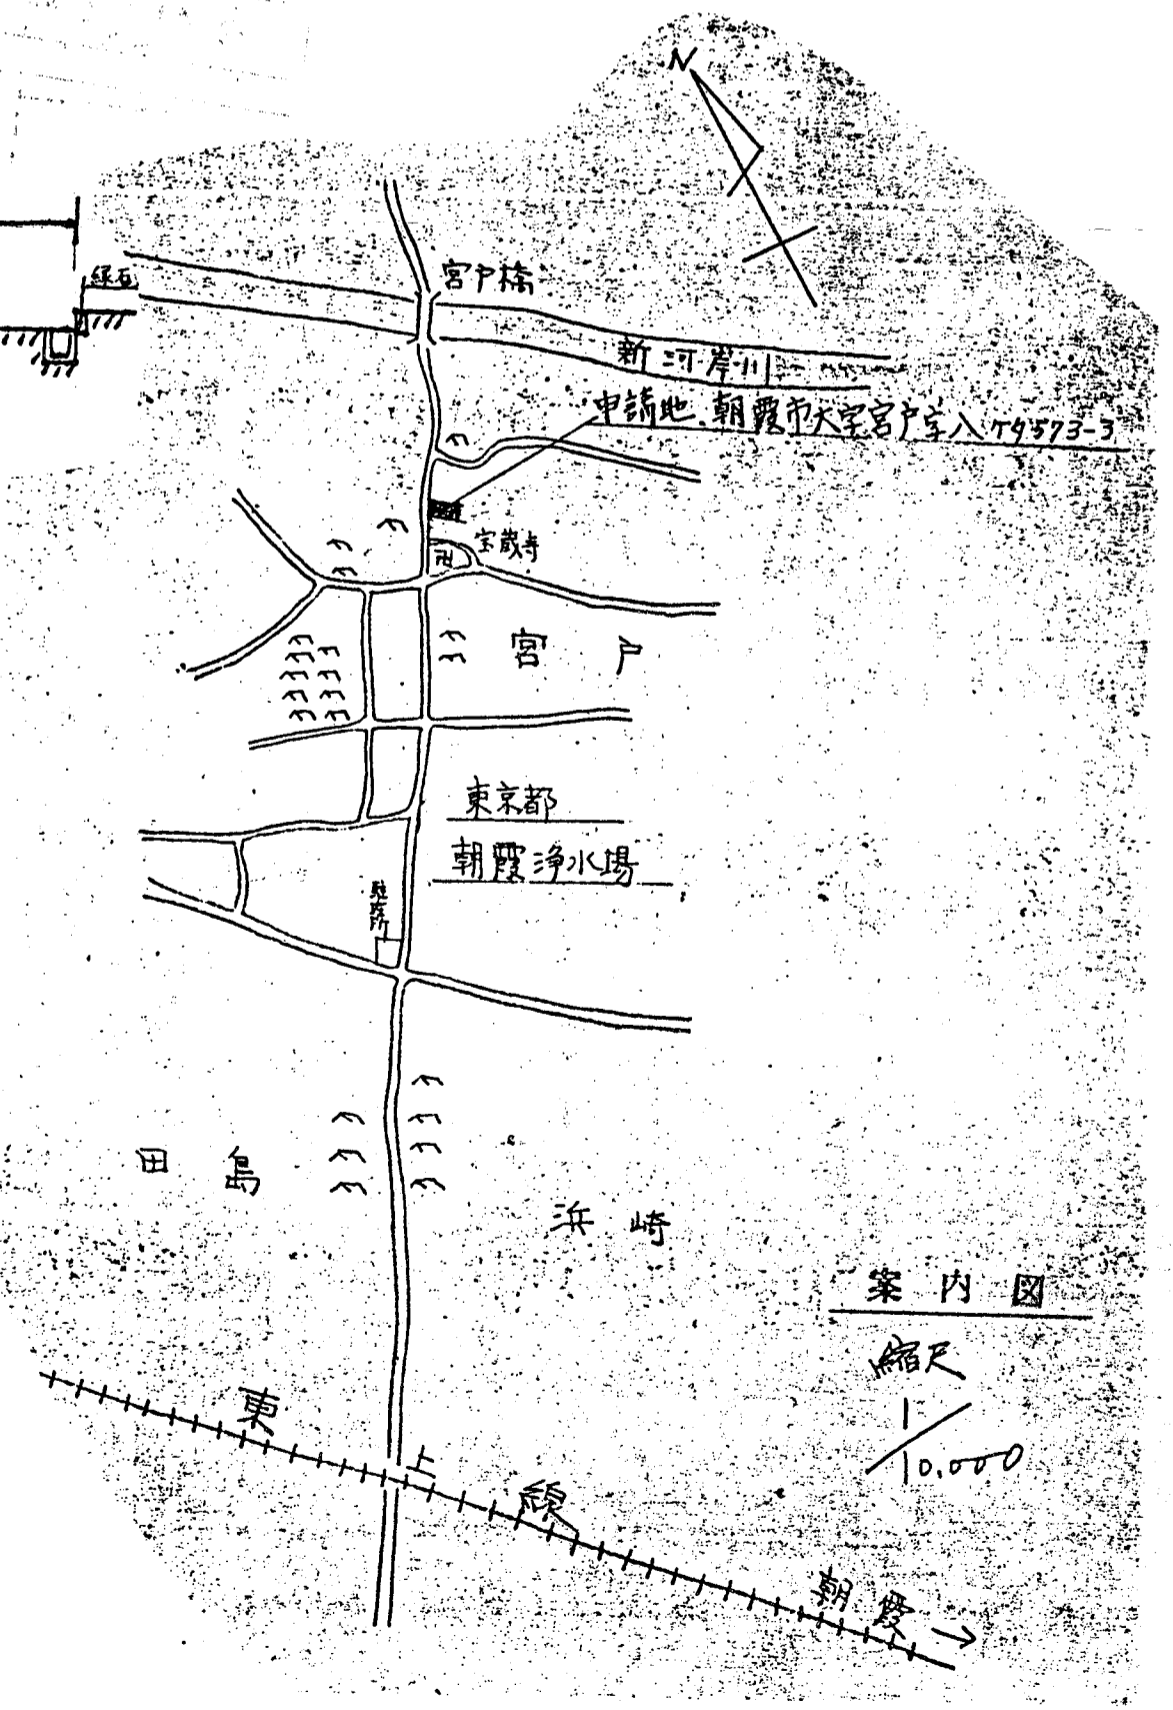 N
宮戸橋
縁石
新河岸川
申請地 朝霞市大字宮戸字八ケタ573-3
宝蔵寺
卍
宮戸
東京都
朝霞浄水場
駐在所
田島
浜崎
案内図
縮尺
1/10,000
東上線
朝霞→